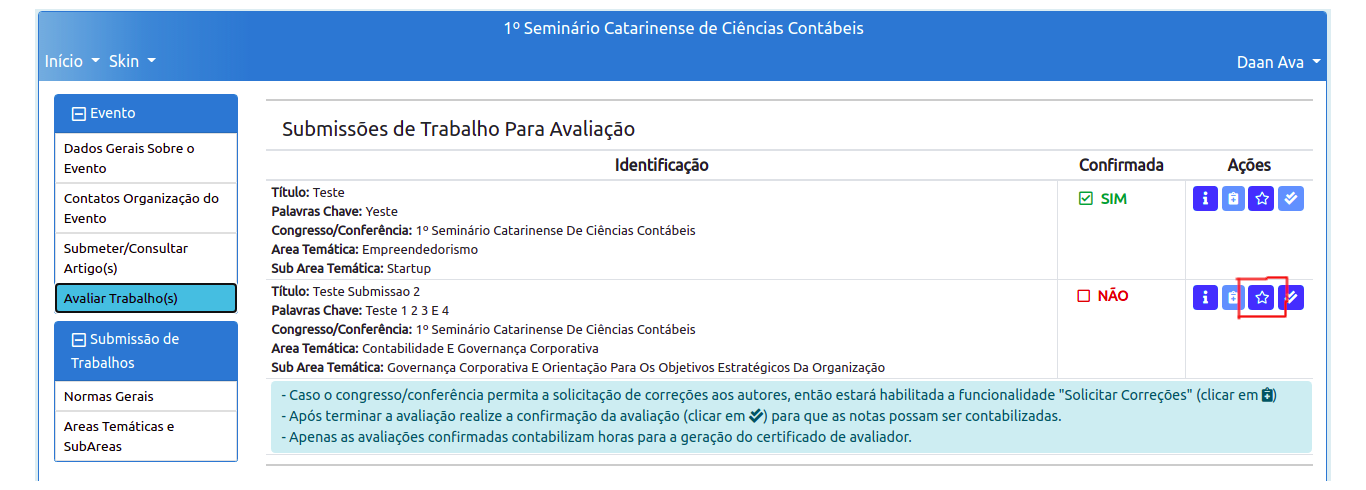 1º Seminário Catarinense de Ciências Contábeis
Início Skin Daan Ava
Evento
Dados Gerais Sobre o
Evento
Contatos Organização do
Evento
Submeter/Consultar
Artigo(s)
Avaliar Trabalho(s)
Submissão de
Trabalhos
Normas Gerais
Areas Temáticas e
SubAreas
Submissões de Trabalho Para Avaliação
Identificação Confirmada Ações
Título: Teste
Palavras Chave: Yeste
Congresso/Conferência: 1º Seminário Catarinense De Ciências Contábeis
Area Temática: Empreendedorismo
Sub Area Temática: Startup
SIM
Título: Teste Submissao 2
Palavras Chave: Teste 1 2 3 E 4
Congresso/Conferência: 1º Seminário Catarinense De Ciências Contábeis
Area Temática: Contabilidade E Governança Corporativa
Sub Area Temática: Governança Corporativa E Orientação Para Os Objetivos Estratégicos Da Organização
NÃO
- Caso o congresso/conferência permita a solicitação de correções aos autores, então estará habilitada a funcionalidade "Solicitar Correções" (clicar em )
- Após terminar a avaliação realize a confirmação da avaliação (clicar em ) para que as notas possam ser contabilizadas.
- Apenas as avaliações confirmadas contabilizam horas para a geração do certificado de avaliador.